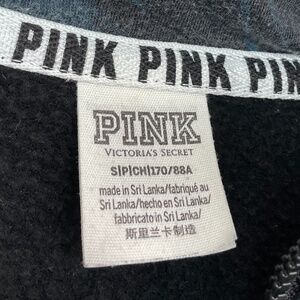 PINK PINK PIN
PINK
VICTORIA'S SECRET
S|P|CH|170/88A
made in Sri Lanka/fabriqué au
Sri Lanka/hecho en Sri Lanka/
fabbricato in Sri Lanka/
斯里兰卡制造